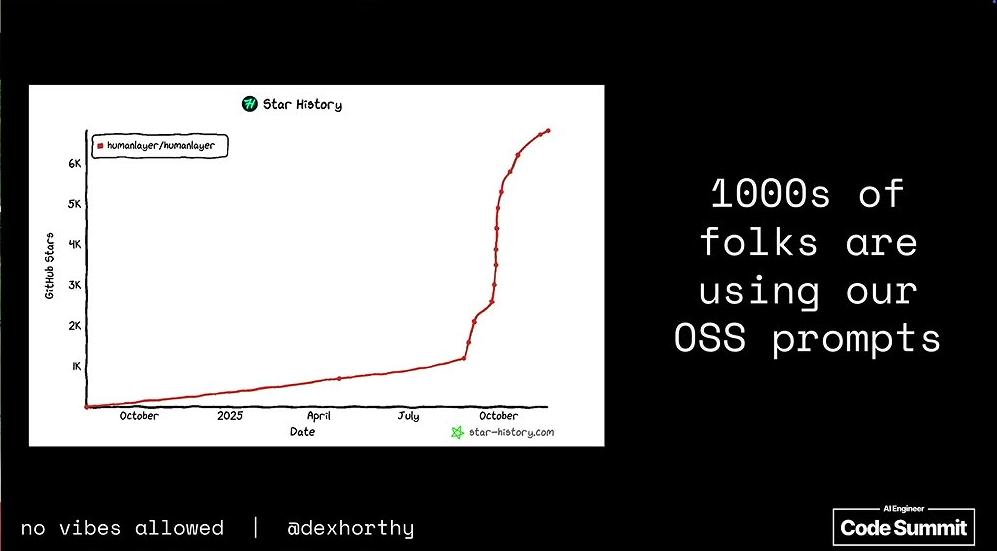 Star History
humanlayer/humanlayer
6K
5K
4K
3K
2K
1K
GitHub Stars
October
2025
April
July
October
Date
star-history.com
1000s of
folks are
using our
OSS prompts
no vibes allowed | @dexhorthy
AI Engineer
Code Summit